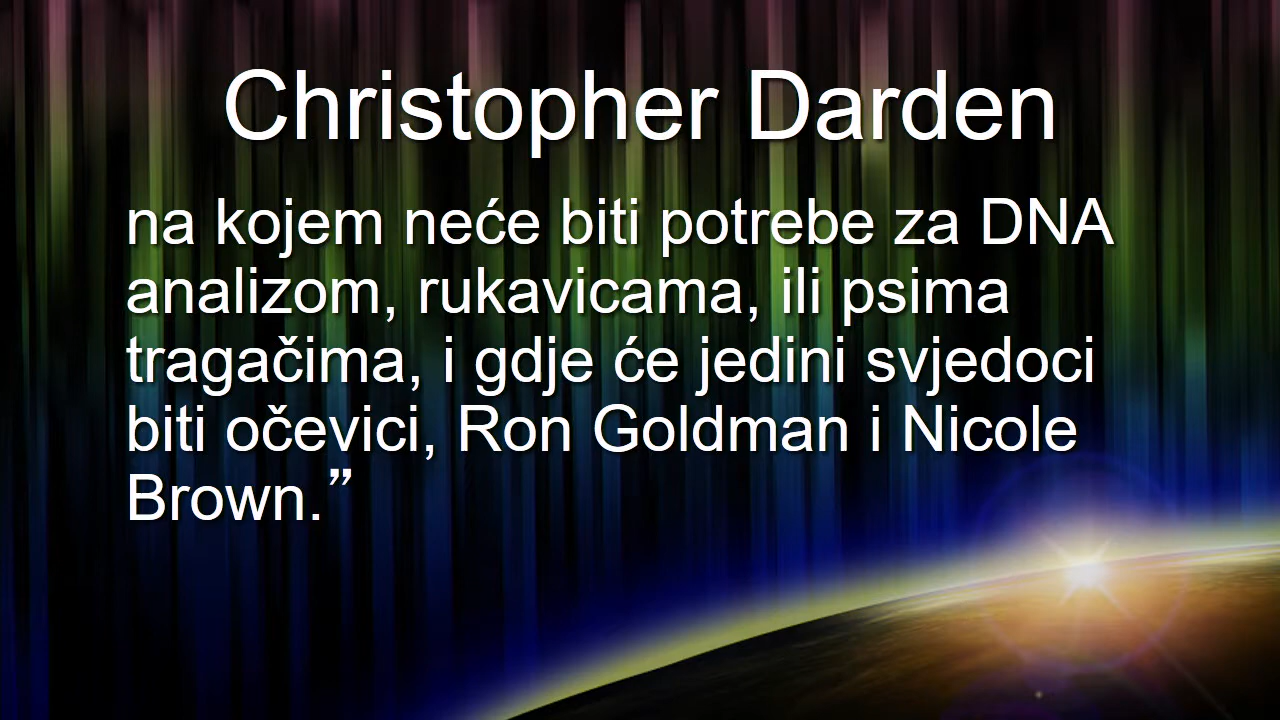 Christopher Darden
na kojem neće biti potrebe za DNA
analizom, rukavicama, ili psima
tragačima, i gdje će jedini svjedoci
biti očevici, Ron Goldman i Nicole
Brown.”